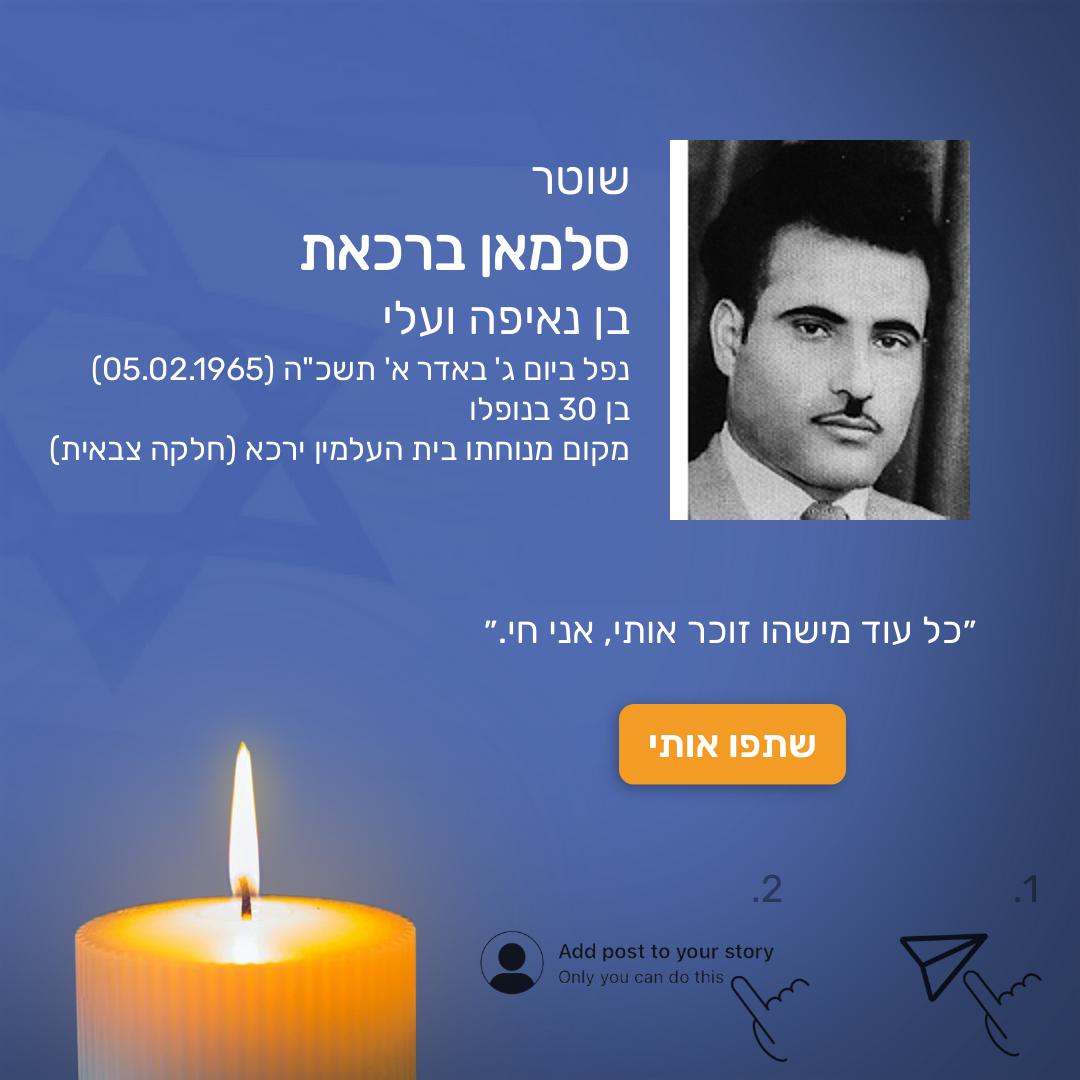 שוטר
סלמאן ברכאת
בן נאיפה ועלי
נפל ביום ג' באדר א' תשכ"ה (05.02.1965)
בן 30 בנופלו
מקום מנוחתו בית העלמין ירכא (חלקה צבאית)
״כל עוד מישהו זוכר אותי, אני חי.״
שתפו אותי
1.
2.
Add post to your story
Only you can do this